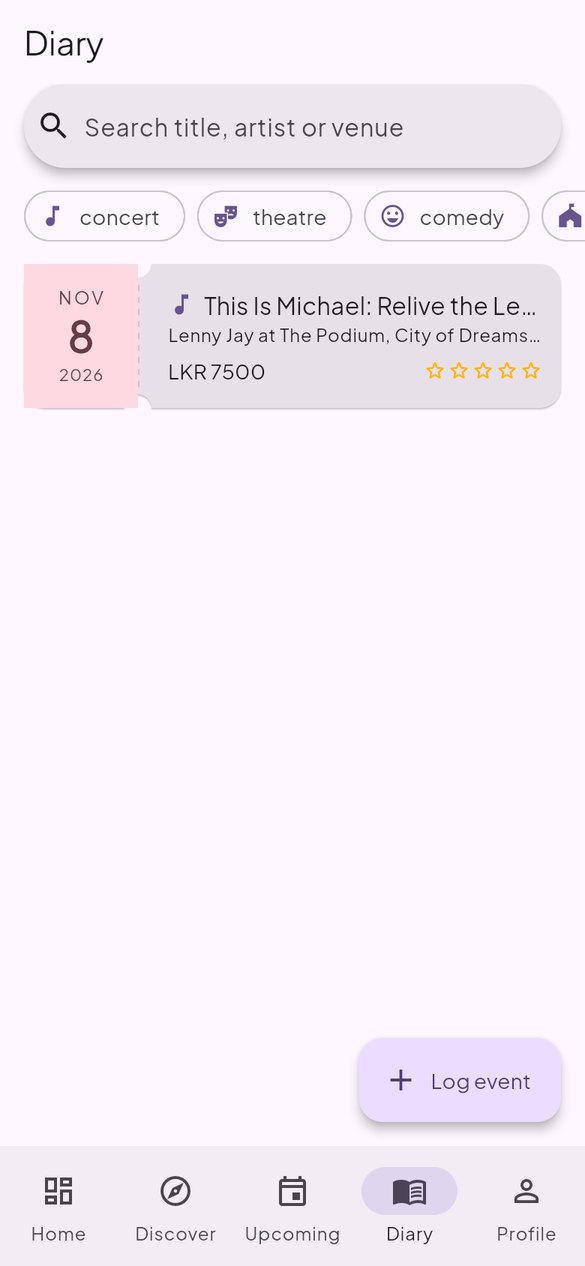 Diary
Search title, artist or venue
concert
theatre
comedy
NOV
8
2026
This Is Michael: Relive the Le...
Lenny Jay at The Podium, City of Dreams...
LKR 7500
Log event
Home
Discover
Upcoming
Diary
Profile